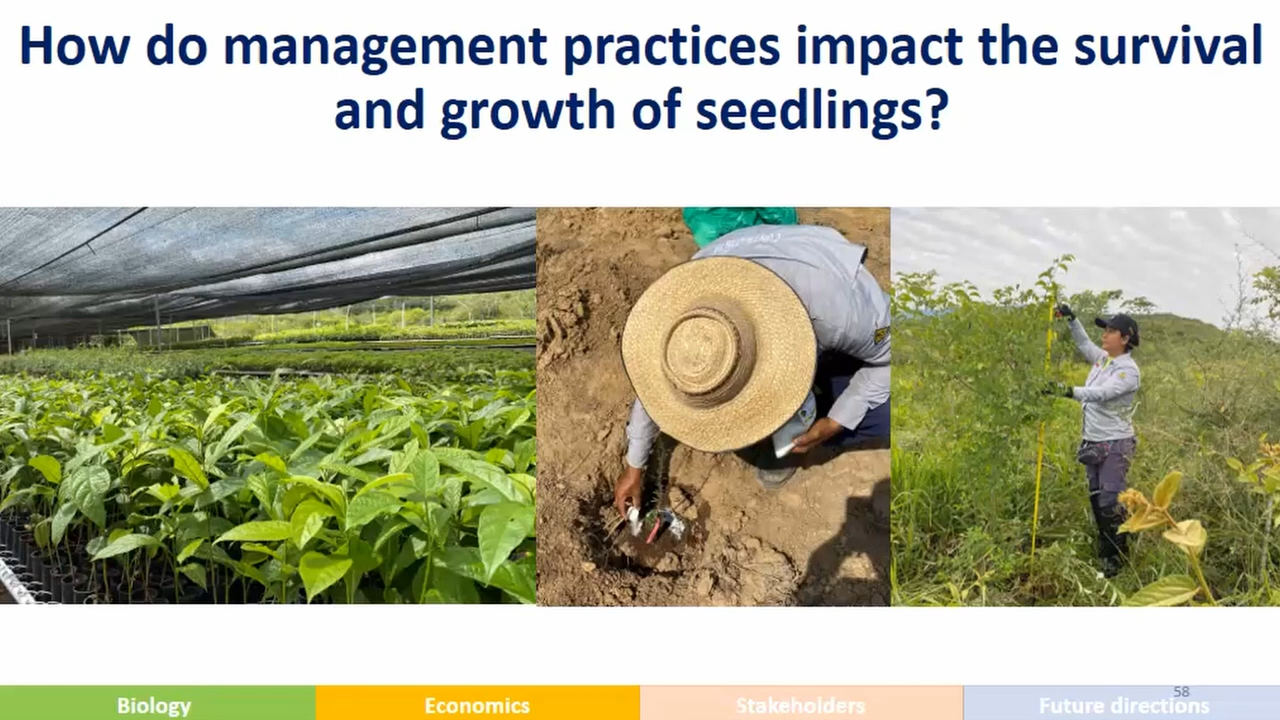 How do management practices impact the survival
and growth of seedlings?
58
Biology
Economics
Stakeholders
Future directions